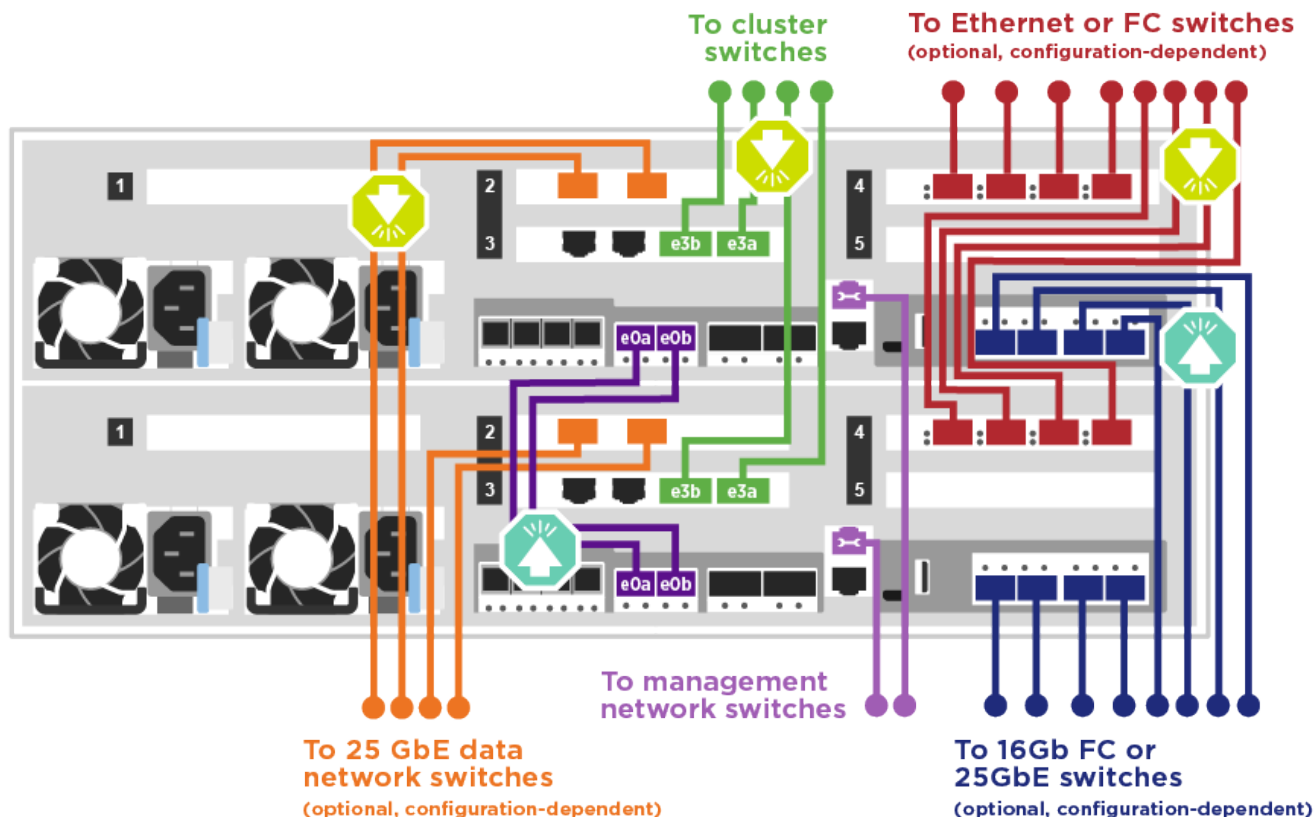 To cluster
switches
To Ethernet or FC switches
(optional, configuration-dependent)
1
2
3
e3b
e3a
4
5
e0a
e0b
1
2
3
e3b
e3a
4
5
e0a
e0b
To management
network switches
To 25 GbE data
network switches
(optional, configuration-dependent)
To 16Gb FC or
25GbE switches
(optional, configuration-dependent)